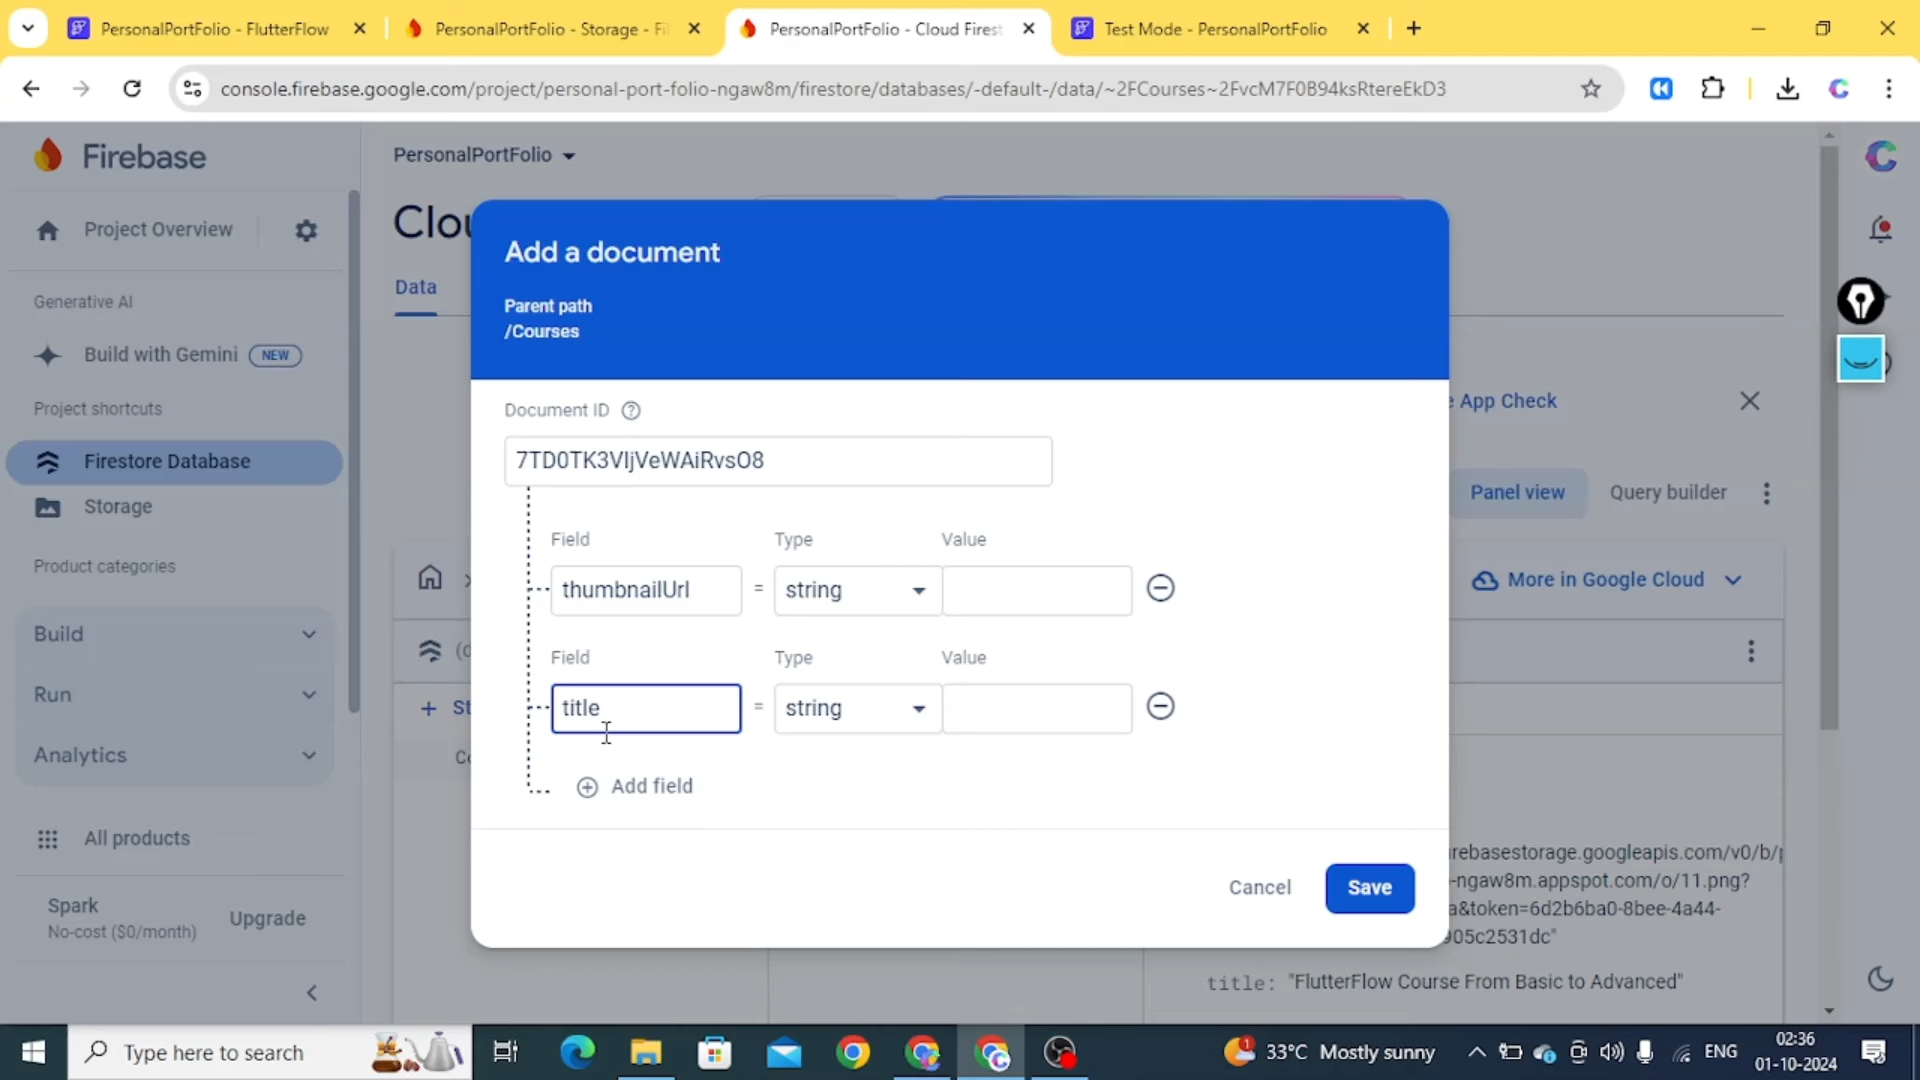 PersonalPortFolio - FlutterFlow
PersonalPortFolio - Storage - Fi
PersonalPortFolio - Cloud Firest
Test Mode - PersonalPortFolio
console.firebase.google.com/project/personal-port-folio-ngaw8m/firestore/databases/-default-/data/~2FCourses~2FvcM7F0B94ksRtereEkD3
Firebase
PersonalPortFolio
Project Overview
Clou
Data
Generative AI
Build with Gemini NEW
Project shortcuts
Firestore Database
Storage
Product categories
Build
Run
Analytics
All products
Spark
No-cost ($0/month)
Upgrade
Add a document
Parent path
/Courses
Document ID
7TD0TK3VIjVeWAiRvsO8
Field Type Value
thumbnailUrl = string
Field Type Value
title = string
Add field
Cancel
Save
App Check
Panel view
Query builder
More in Google Cloud
(d
+ St
Co
irebasestorage.googleapis.com/v0/b/p
-ngaw8m.appspot.com/o/11.png?
a&token=6d2b6ba0-8bee-4a44-
905c2531dc"
title: "FlutterFlow Course From Basic to Advanced"
Type here to search
33°C Mostly sunny
ENG
02:36
01-10-2024